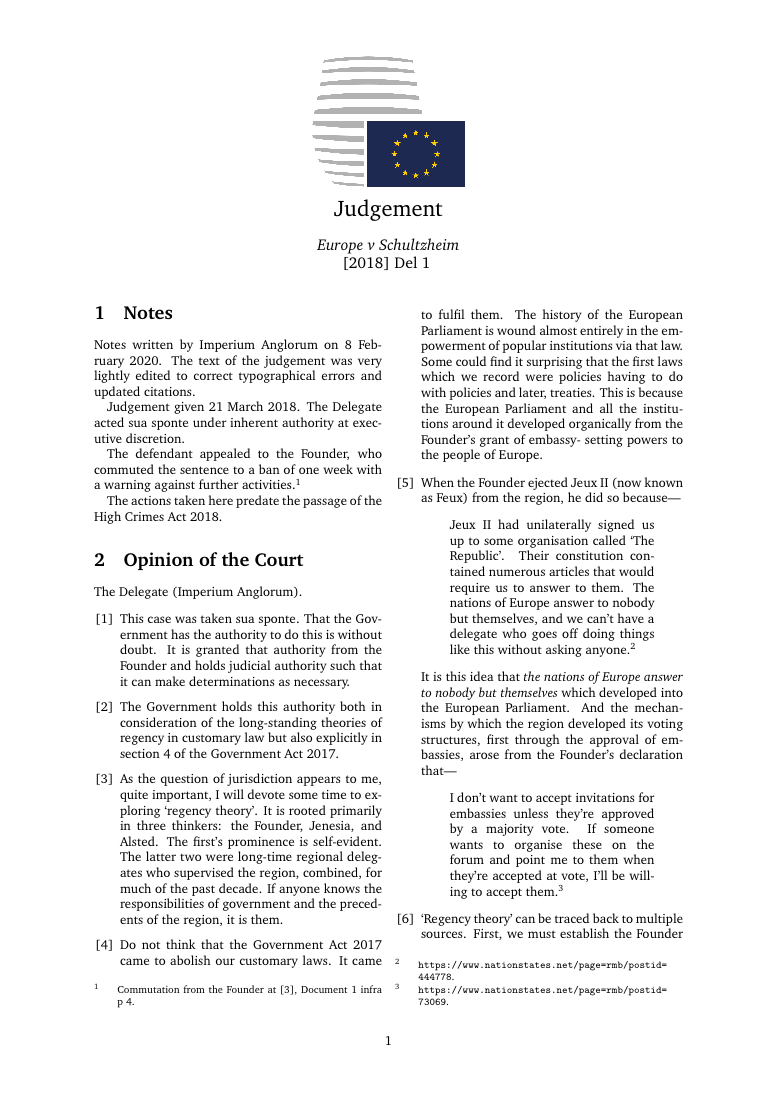 Judgement
Europe v Schultzheim
[2018] Del 1
1 Notes
Notes written by Imperium Anglorum on 8 Feb-
ruary 2020. The text of the judgement was very
lightly edited to correct typographical errors and
updated citations.
Judgement given 21 March 2018. The Delegate
acted sua sponte under inherent authority at exec-
utive discretion.
The defendant appealed to the Founder, who
commuted the sentence to a ban of one week with
a warning against further activities.1
The actions taken here predate the passage of the
High Crimes Act 2018.
2 Opinion of the Court
The Delegate (Imperium Anglorum).
[1] This case was taken sua sponte. That the Gov-
ernment has the authority to do this is without
doubt. It is granted that authority from the
Founder and holds judicial authority such that
it can make determinations as necessary.
[2] The Government holds this authority both in
consideration of the long-standing theories of
regency in customary law but also explicitly in
section 4 of the Government Act 2017.
[3] As the question of jurisdiction appears to me,
quite important, I will devote some time to ex-
ploring ‘regency theory’. It is rooted primarily
in three thinkers: the Founder, Jenesia, and
Alsted. The first’s prominence is self-evident.
The latter two were long-time regional deleg-
ates who supervised the region, combined, for
much of the past decade. If anyone knows the
responsibilities of government and the preced-
ents of the region, it is them.
[4] Do not think that the Government Act 2017
came to abolish our customary laws. It came
1 Commutation from the Founder at [3], Document 1 infra
p 4.
to fulfil them. The history of the European
Parliament is wound almost entirely in the em-
powerment of popular institutions via that law.
Some could find it surprising that the first laws
which we record were policies having to do
with policies and later, treaties. This is because
the European Parliament and all the institu-
tions around it developed organically from the
Founder’s grant of embassy- setting powers to
the people of Europe.
[5] When the Founder ejected Jeux II (now known
as Feux) from the region, he did so because—
Jeux II had unilaterally signed us
up to some organisation called ‘The
Republic’. Their constitution con-
tained numerous articles that would
require us to answer to them. The
nations of Europe answer to nobody
but themselves, and we can’t have a
delegate who goes off doing things
like this without asking anyone.2
It is this idea that the nations of Europe answer
to nobody but themselves which developed into
the European Parliament. And the mechan-
isms by which the region developed its voting
structures, first through the approval of em-
bassies, arose from the Founder’s declaration
that—
I don’t want to accept invitations for
embassies unless they’re approved
by a majority vote. If someone
wants to organise these on the
forum and point me to them when
they’re accepted at vote, I’ll be will-
ing to accept them.3
[6] ‘Regency theory’ can be traced back to multiple
sources. First, we must establish the Founder
2 https://www.nationstates.net/page=rmb/postid=
444778.
3 https://www.nationstates.net/page=rmb/postid=
73069.
1